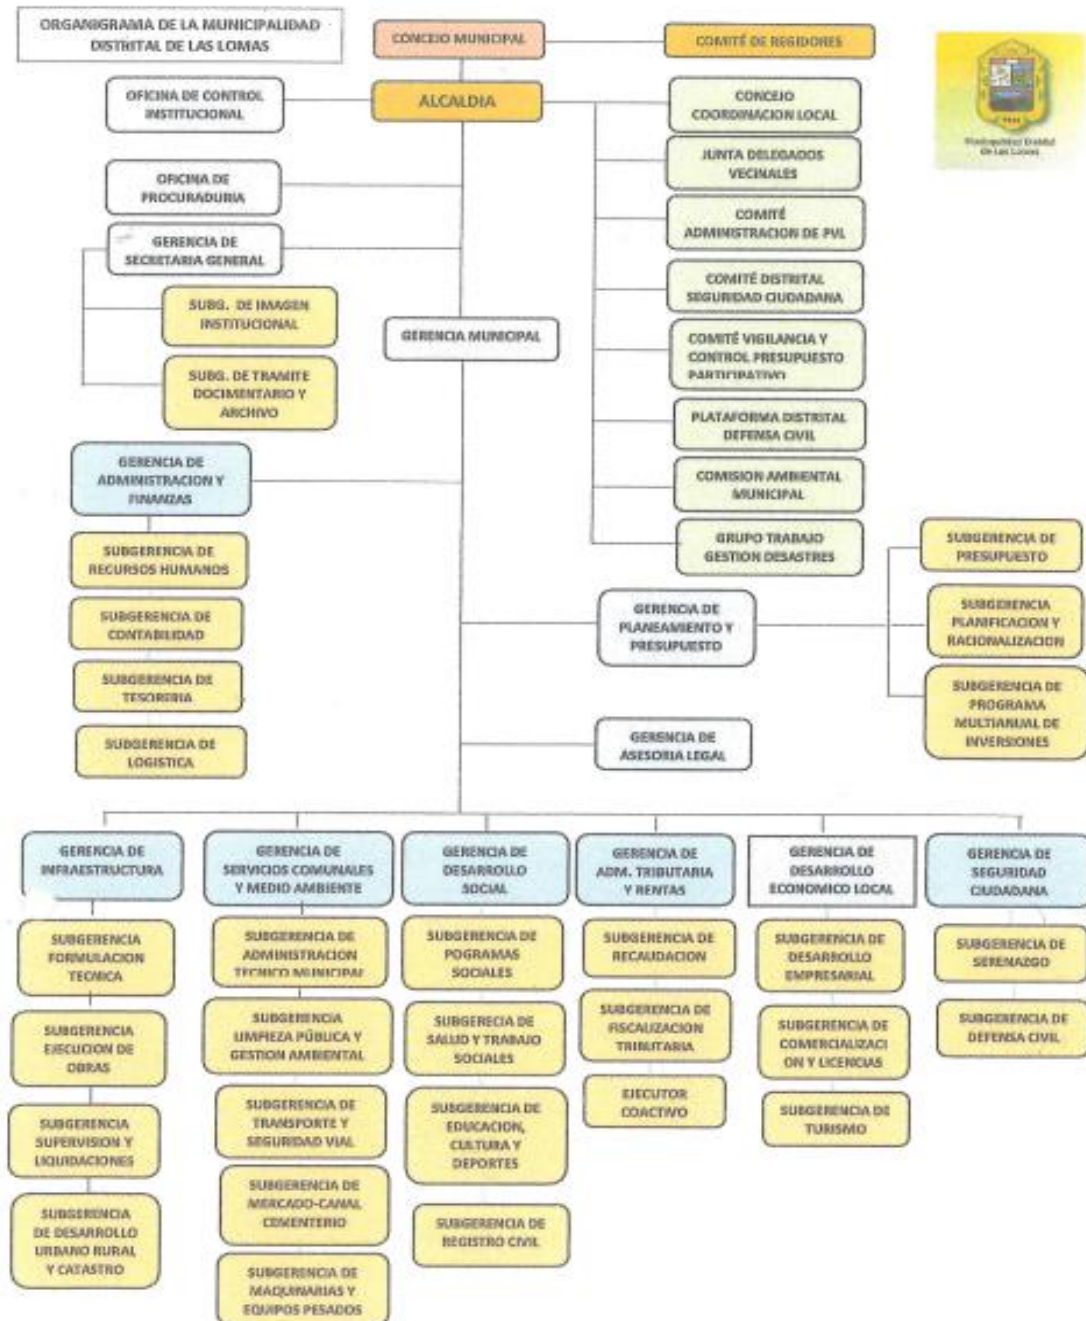 ORGANIGRAMA DE LA MUNICIPALIDAD
DISTRITAL DE LAS LOMAS
CONCEJO MUNICIPAL
COMITÉ DE REGIDORES
Municipalidad Distrital
de Las Lomas
OFICINA DE CONTROL
INSTITUCIONAL
ALCALDIA
CONCEJO
COORDINACION LOCAL
JUNTA DELEGADOS
VECINALES
OFICINA DE
PROCURADURIA
COMITÉ
ADMINISTRACION DE PVL
GERENCIA DE
SECRETARIA GENERAL
COMITÉ DISTRITAL
SEGURIDAD CIUDADANA
SUBG. DE IMAGEN
INSTITUCIONAL
GERENCIA MUNICIPAL
COMITÉ VIGILANCIA Y
CONTROL PRESUPUESTO
PARTICIPATIVO
SUBG. DE TRAMITE
DOCIMENTARIO Y
ARCHIVO
PLATAFORMA DISTRITAL
DEFENSA CIVIL
GERENCIA DE
ADMINISTRACION Y
FINANZAS
COMISION AMBIENTAL
MUNICIPAL
GRUPO TRABAJO
GESTION DESASTRES
SUBGERENCIA DE
RECURSOS HUMANOS
SUBGERENCIA DE
CONTABILIDAD
SUBGERENCIA DE
TESORERIA
SUBGERENCIA DE
LOGISTICA
GERENCIA DE
PLANEAMIENTO Y
PRESUPUESTO
SUBGERENCIA DE
PRESUPUESTO
SUBGERENCIA
PLANIFICACION Y
RACIONALIZACION
SUBGERENCIA DE
PROGRAMA
MULTIANUAL DE
INVERSIONES
GERENCIA DE
ASESORIA LEGAL
GERENCIA DE
INFRAESTRUCTURA
SUBGERENCIA
FORMULACION
TECNICA
SUBGERENCIA
EJECUCION DE
OBRAS
SUBGERENCIA
SUPERVISION Y
LIQUIDACIONES
SUBGERENCIA
DE DESARROLLO
URBANO RURAL
Y CATASTRO
GERENCIA DE
SERVICIOS COMUNALES
Y MEDIO AMBIENTE
SUBGERENCIA DE
ADMINISTRACION
TECNICO MUNICIPAL
SUBGERENCIA
LIMPIEZA PÚBLICA Y
GESTION AMBIENTAL
SUBGERENCIA DE
TRANSPORTE Y
SEGURIDAD VIAL
SUBGERENCIA DE
MERCADO-CANAL
CEMENTERIO
SUBGERENCIA DE
MAQUINARIAS Y
EQUIPOS PESADOS
GERENCIA DE
DESARROLLO
SOCIAL
SUBGERENCIA DE
POGRAMAS
SOCIALES
SUBGERECIA DE
SALUD Y TRABAJO
SOCIALES
SUBGERENCIA DE
EDUCACION,
CULTURA Y
DEPORTES
SUBGERENCIA DE
REGISTRO CIVIL
GERENCIA DE
ADM. TRIBUTARIA
Y RENTAS
SUBGERENCIA DE
RECAUDACION
SUBGERENCIA DE
FISCALIZACION
TRIBUTARIA
EJECUTOR
COACTIVO
GERENCIA DE
DESARROLLO
ECONOMICO LOCAL
SUBGERENCIA DE
DESARROLLO
EMPRESARIAL
SUBGERENCIA DE
COMERCIALIZACI
ON Y LICENCIAS
SUBGERENCIA DE
TURISMO
GERENCIA DE
SEGURIDAD
CIUDADANA
SUBGERENCIA DE
SERENAZGO
SUBGERENCIA DE
DEFENSA CIVIL